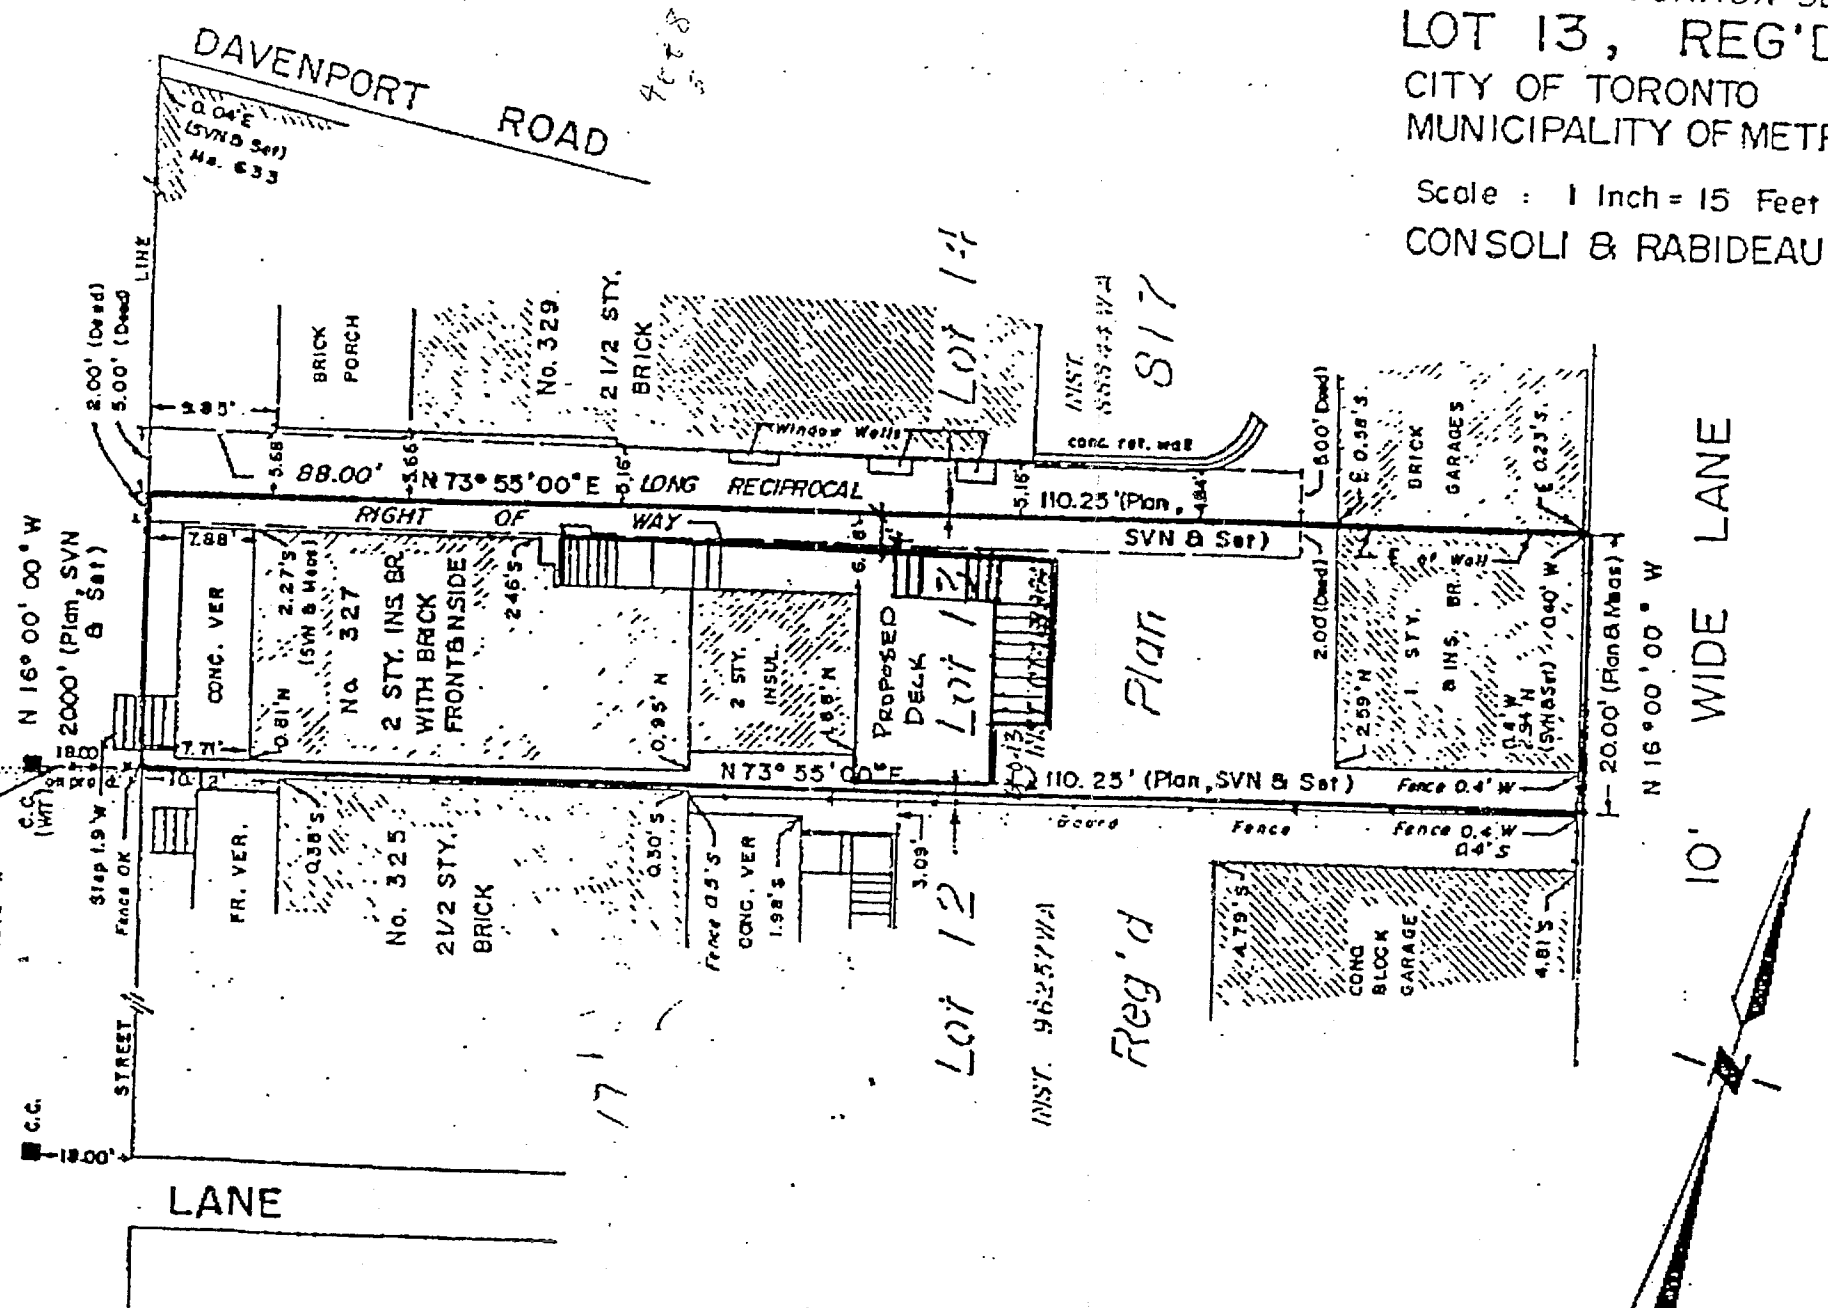 LOT 13, REG'D
CITY OF TORONTO
MUNICIPALITY OF METR
Scale : 1 Inch = 15 Feet
CONSOLI & RABIDEAU
DAVENPORT ROAD
0.04'E
(SVN & Set)
No. 633
LINE
2.00' (Deed)
5.00' (Deed)
9.85'
BRICK
PORCH
No. 329
2 1/2 STY.
BRICK
LOT 14
INST.
817
Window Wells
conc. ret. wall
8.00' (Deed)
E 0.58'S.
BRICK
GARAGES
E 0.23'S.
5.68'
5.66'
5.16'
5.16'
4.84'
88.00'
N 73° 55'00"E
LONG RECIPROCAL
110.25' (Plan,
SVN & Set)
RIGHT OF WAY
N 16° 00' 00" W
20.00' (Plan, SVN
& Set)
7.88'
CONC. VER
2.27'S
(SVN & Meas)
No. 327
2 STY. INS. BR.
WITH BRICK
FRONT & N. SIDE
2.46'S
0.81'N
7.71'
0.95' N
2 STY.
INSUL.
1.88' N
PROPOSED
DECK
Plan
2.00' (Deed)
2.59' N
1 STY.
B INS. BR.
of Wall
0.40' W
(SVN & Set)
0.4' W
2.94' N
(SVN & Set)
20.00' (Plan & Meas)
N 16° 00' 00" W
10' WIDE LANE
C.C.
(WIT)
10.12'
Step 1.9'W
Fence OK
N 73° 55' 00" E
110.25' (Plan, SVN & Set)
Fence 0.4' W
Board Fence
Fence 0.4' W
0.4' S
FR. VER.
0.38'S
No. 325
2 1/2 STY.
BRICK
0.30' S
Fence 0.5'S
CONC. VER
1.98'S
3.09'
LOT 12
INST. 962577WA
Reg'd
4.79'S
CONC
BLOCK
GARAGE
4.81'S
STREET
C.C.
18.00'
LANE
171
N